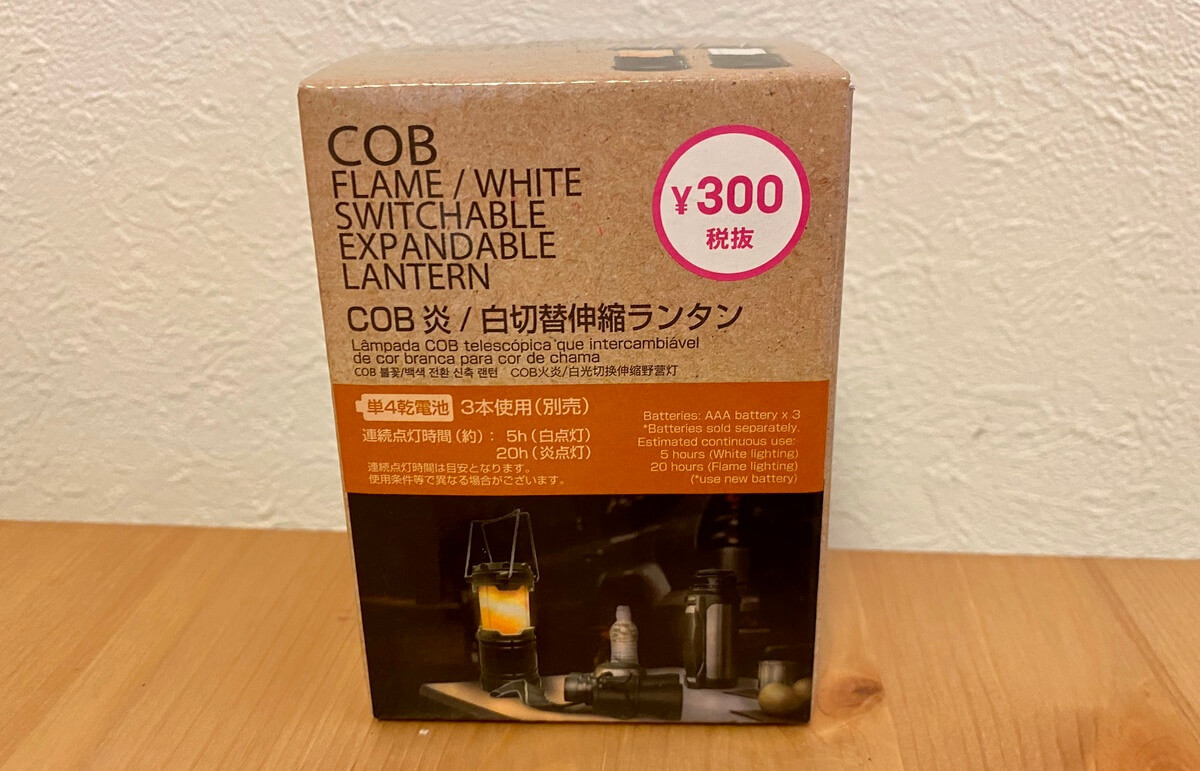 COB
FLAME / WHITE
SWITCHABLE
EXPANDABLE
LANTERN
¥300
税抜
COB 炎 / 白切替伸縮ランタン
Lâmpada COB telescópica que intercambiável
de cor branca para cor de chama
COB 불꽃/백색 전환 신축 랜턴 COB火炎/白光切换伸缩野营灯
単4乾電池 3本使用(別売)
連続点灯時間(約): 5h(白点灯)
20h(炎点灯)
連続点灯時間は目安となります。
使用条件等で異なる場合がございます。
Batteries: AAA battery x 3
*Batteries sold separately.
Estimated continuous use:
5 hours (White lighting)
20 hours (Flame lighting)
(*use new battery)